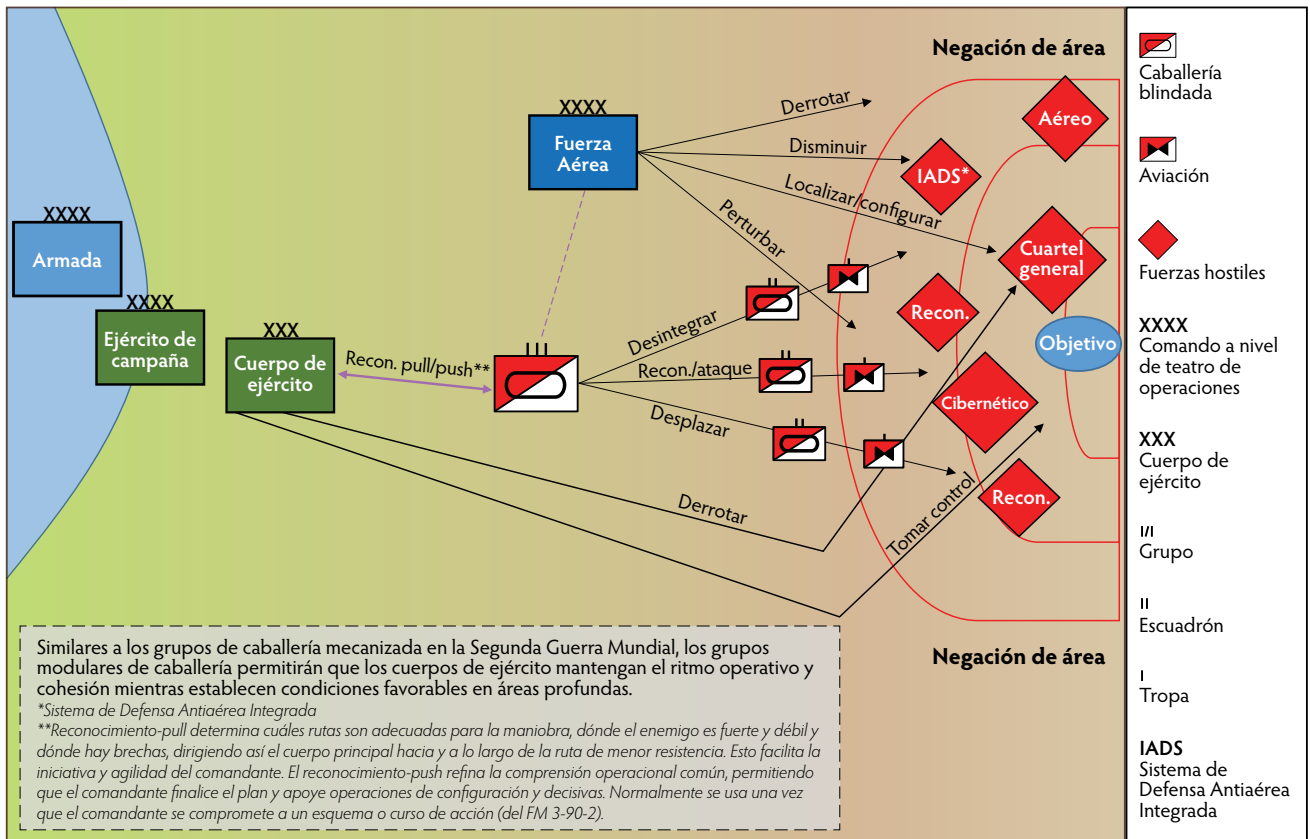 Negación de área
XXXX
Fuerza
Aérea
Derrotar
Disminuir
Localizar/configurar
Perturbar
Aéreo
IADS*
Cuartel
general
Recon.
Objetivo
Cibernético
Recon.
XXXX
Armada
XXXX
Ejército de
campaña
XXX
Cuerpo de
ejército
Recon. pull/push**
III
Desintegrar
II
I
Recon./ataque
II
I
Desplazar
II
I
Derrotar
Tomar control
Negación de área
Similares a los grupos de caballería mecanizada en la Segunda Guerra Mundial, los grupos
modulares de caballería permitirán que los cuerpos de ejército mantengan el ritmo operativo y
cohesión mientras establecen condiciones favorables en áreas profundas.
*Sistema de Defensa Antiaérea Integrada
**Reconocimiento-pull determina cuáles rutas son adecuadas para la maniobra, dónde el enemigo es fuerte y débil y
dónde hay brechas, dirigiendo así el cuerpo principal hacia y a lo largo de la ruta de menor resistencia. Esto facilita la
iniciativa y agilidad del comandante. El reconocimiento-push refina la comprensión operacional común, permitiendo
que el comandante finalice el plan y apoye operaciones de configuración y decisivas. Normalmente se usa una vez
que el comandante se compromete a un esquema o curso de acción (del FM 3-90-2).
Caballería
blindada
Aviación
Fuerzas hostiles
XXXX
Comando a nivel
de teatro de
operaciones
XXX
Cuerpo de
ejército
I/I
Grupo
II
Escuadrón
I
Tropa
IADS
Sistema de
Defensa Antiaérea
Integrada